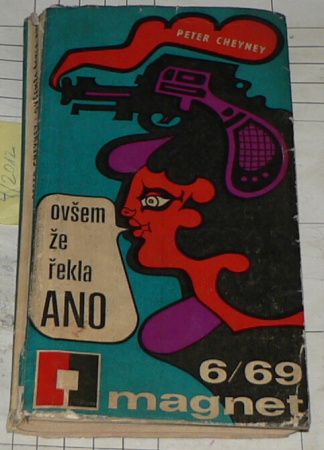 PETER CHEYNEY
ovšem
že
řekla
ANO
6/69
magnet